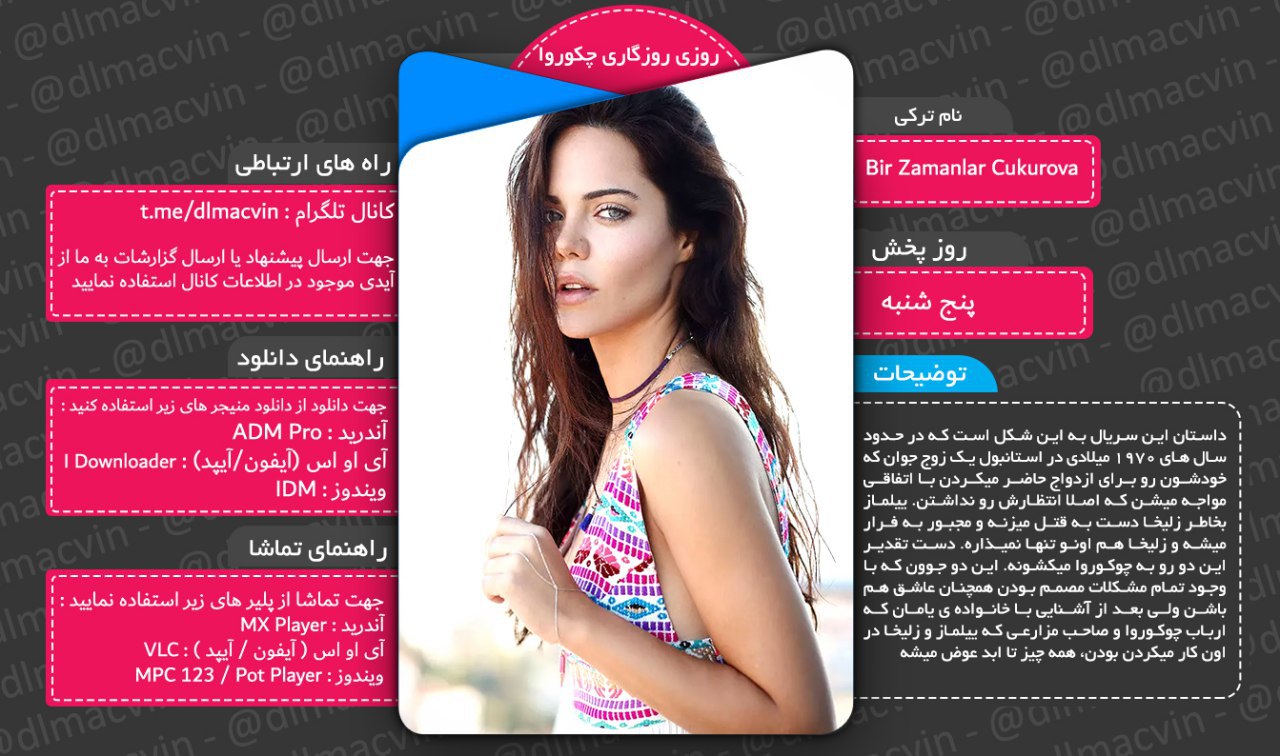 روزی روزگاری چکوروا
نام ترکی
Bir Zamanlar Cukurova
روز پخش
پنج شنبه
توضیحات
داستان این سریال به این شکل است که در حدود
سال های ۱۹۷۰ میلادی در استانبول یک زوج جوان که
خودشون رو برای ازدواج حاضر میکردن با اتفاقی
مواجه میشن که اصلا انتظارش رو نداشتن. ییلماز
بخاطر زلیخا دست به قتل میزنه و مجبور به فرار
میشه و زلیخا هم اونو تنها نمیذاره. دست تقدیر
این دو رو به چوکوروا میکشونه. این دو جوون که با
وجود تمام مشکلات مصمم بودن همچنان عاشق هم
باشن ولی بعد از آشنایی با خانواده ی یامان که
ارباب چوکوروا و صاحب مزارعی که ییلماز و زلیخا در
اون کار میکردن بودن، همه چیز تا ابد عوض میشه
راه های ارتباطی
کانال تلگرام : t.me/dlmacvin
جهت ارسال پیشنهاد یا ارسال گزارشات به ما از
آیدی موجود در اطلاعات کانال استفاده نمایید
راهنمای دانلود
جهت دانلود از دانلود منیجر های زیر استفاده کنید :
آندرید : ADM Pro
آی او اس (آیفون/آیپد) : I Downloader
ویندوز : IDM
راهنمای تماشا
جهت تماشا از پلیر های زیر استفاده نمایید :
آندرید : MX Player
آی او اس ( آیفون / آیپد ) : VLC
ویندوز : MPC 123 / Pot Player
@dlmacvin - @dlmacvin - @dlmacvin